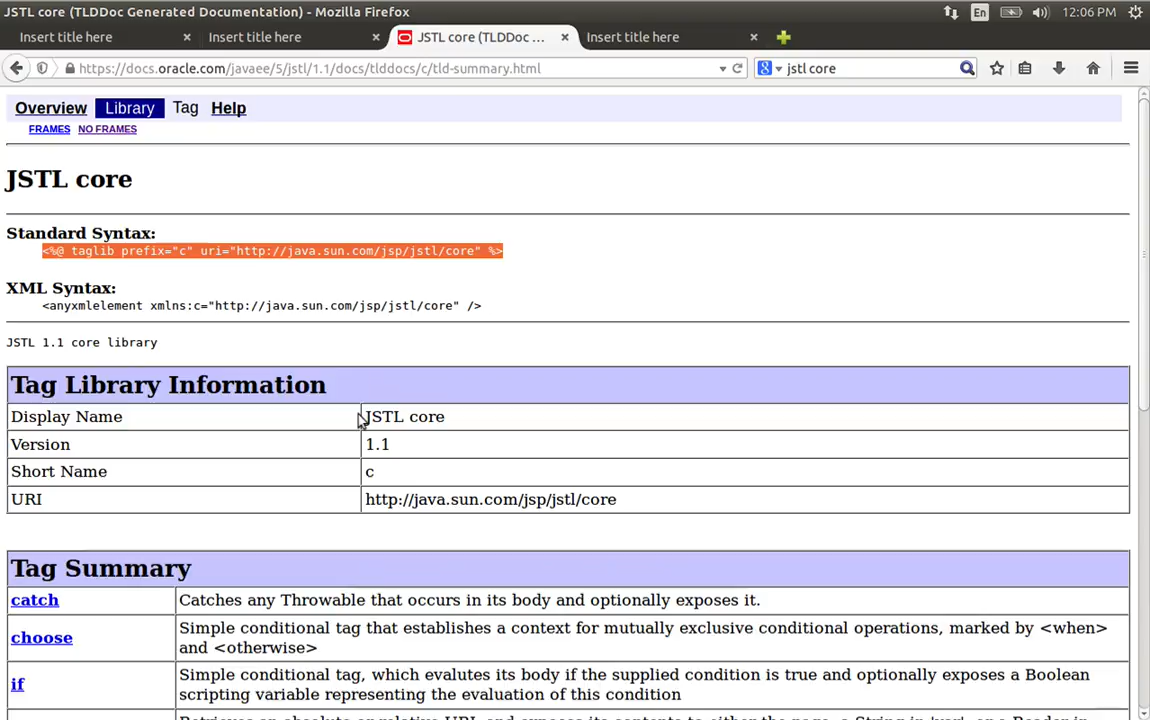 JSTL core (TLDDoc Generated Documentation) - Mozilla Firefox
En
12:06 PM
Insert title here × Insert title here × JSTL core (TLDDoc ... × Insert title here ×
https://docs.oracle.com/javaee/5/jstl/1.1/docs/tlddocs/c/tld-summary.html
8 jstl core
Overview Library Tag Help
FRAMES NO FRAMES
JSTL core
Standard Syntax:
<%@ taglib prefix="c" uri="http://java.sun.com/jsp/jstl/core" %>
XML Syntax:
<anyxmlelement xmlns:c="http://java.sun.com/jsp/jstl/core" />
JSTL 1.1 core library
Tag Library Information
Display Name JSTL core
Version 1.1
Short Name c
URI http://java.sun.com/jsp/jstl/core
Tag Summary
catch Catches any Throwable that occurs in its body and optionally exposes it.
choose Simple conditional tag that establishes a context for mutually exclusive conditional operations, marked by <when>
and <otherwise>
if Simple conditional tag, which evalutes its body if the supplied condition is true and optionally exposes a Boolean
scripting variable representing the evaluation of this condition